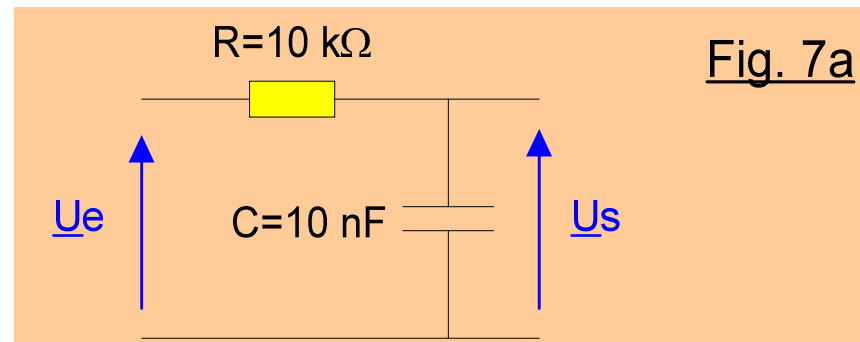 R=10 kΩ
Fig. 7a
Ue
C=10 nF
Us